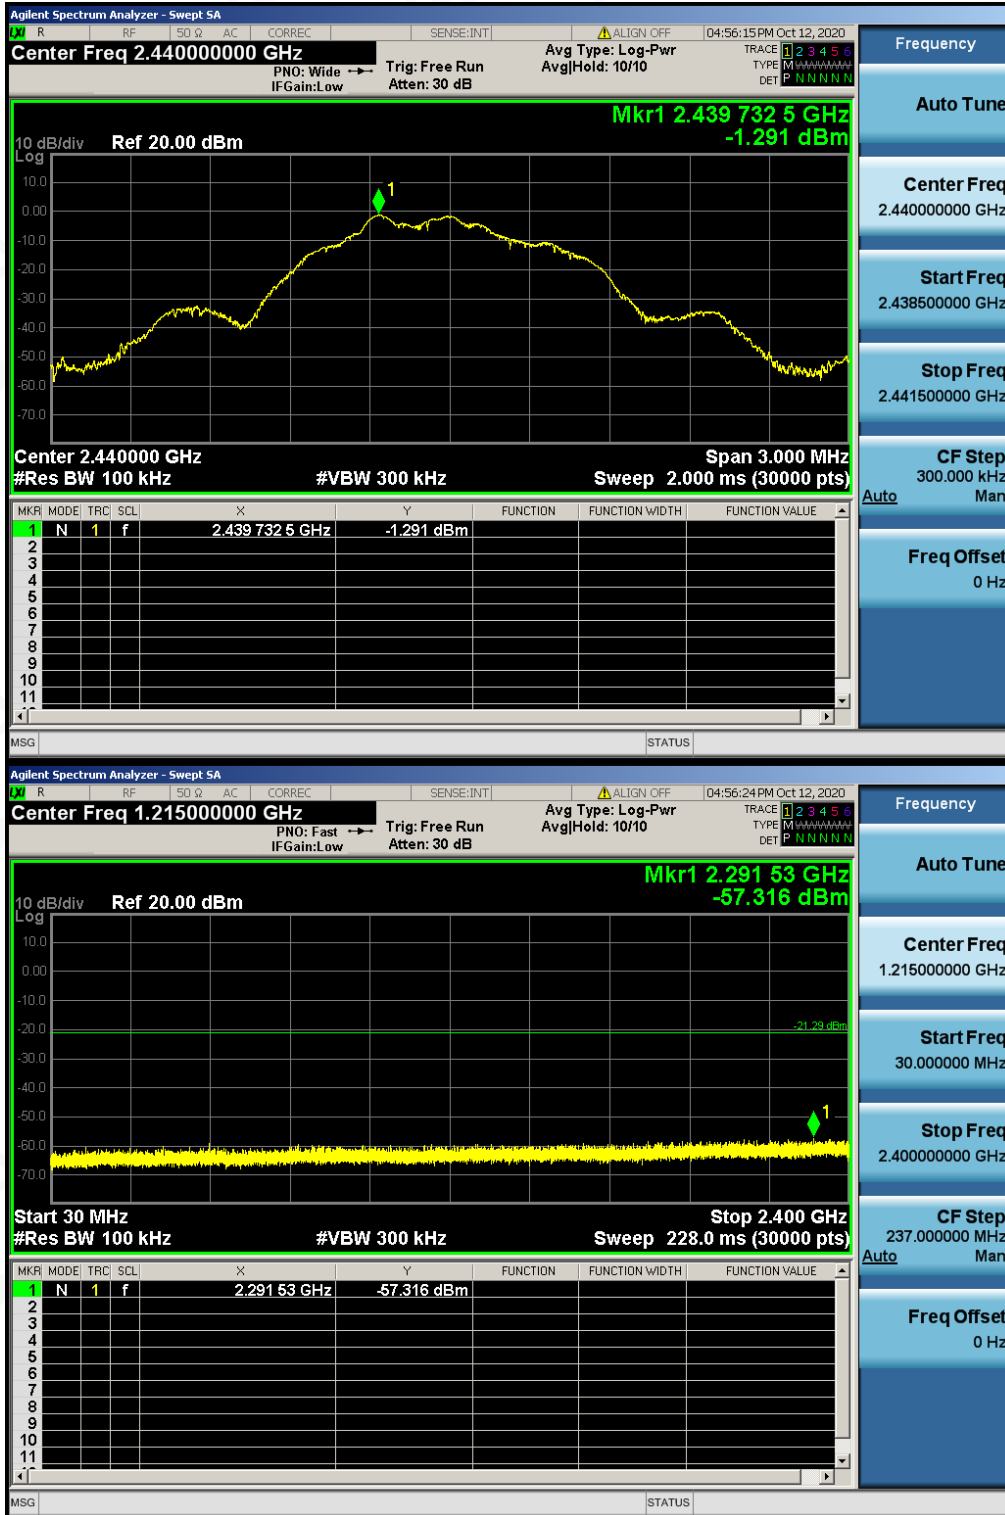 Agilent Spectrum Analyzer - Swept SA
LXI R RF 50 Ω AC CORREC SENSE:INT ALIGN OFF 04:56:15 PM Oct 12, 2020
Center Freq 2.440000000 GHz
PNO: Wide
IFGain:Low
Trig: Free Run
Atten: 30 dB
Avg Type: Log-Pwr
Avg|Hold: 10/10
TRACE 1 2 3 4 5 6
TYPE M
DET P N N N N N
Mkr1 2.439 732 5 GHz
-1.291 dBm
10 dB/div Ref 20.00 dBm
Log
10.0
0.00
-10.0
-20.0
-30.0
-40.0
-50.0
-60.0
-70.0
1
Center 2.440000 GHz Span 3.000 MHz
#Res BW 100 kHz #VBW 300 kHz Sweep 2.000 ms (30000 pts)
MKR MODE TRC SCL X Y FUNCTION FUNCTION WIDTH FUNCTION VALUE
1 N 1 f 2.439 732 5 GHz -1.291 dBm
2
3
4
5
6
7
8
9
10
11
MSG STATUS
Frequency
Auto Tune
Center Freq
2.440000000 GHz
Start Freq
2.438500000 GHz
Stop Freq
2.441500000 GHz
CF Step
300.000 kHz
Auto Man
Freq Offset
0 Hz
Agilent Spectrum Analyzer - Swept SA
LXI R RF 50 Ω AC CORREC SENSE:INT ALIGN OFF 04:56:24 PM Oct 12, 2020
Center Freq 1.215000000 GHz
PNO: Fast
IFGain:Low
Trig: Free Run
Atten: 30 dB
Avg Type: Log-Pwr
Avg|Hold: 10/10
TRACE 1 2 3 4 5 6
TYPE M
DET P N N N N N
Mkr1 2.291 53 GHz
-57.316 dBm
10 dB/div Ref 20.00 dBm
Log
10.0
0.00
-10.0
-20.0
-30.0
-40.0
-50.0
-60.0
-70.0
-21.29 dBm
1
Start 30 MHz Stop 2.400 GHz
#Res BW 100 kHz #VBW 300 kHz Sweep 228.0 ms (30000 pts)
MKR MODE TRC SCL X Y FUNCTION FUNCTION WIDTH FUNCTION VALUE
1 N 1 f 2.291 53 GHz -57.316 dBm
2
3
4
5
6
7
8
9
10
11
MSG STATUS
Frequency
Auto Tune
Center Freq
1.215000000 GHz
Start Freq
30.000000 MHz
Stop Freq
2.400000000 GHz
CF Step
237.000000 MHz
Auto Man
Freq Offset
0 Hz